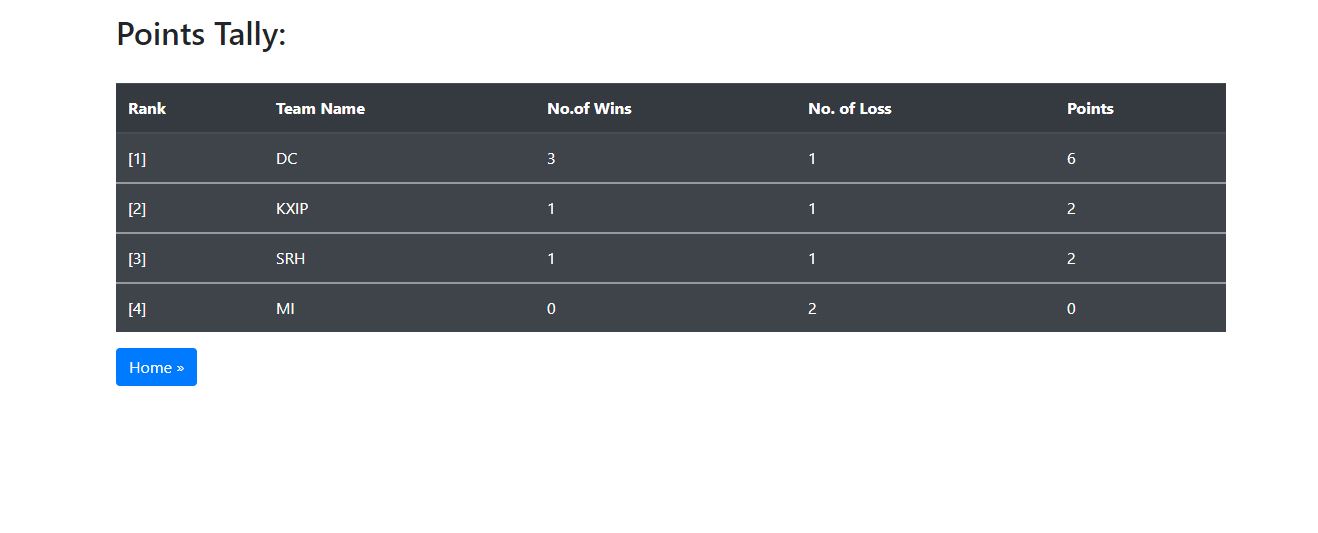 Points Tally:
Rank Team Name No.of Wins No. of Loss Points
[1] DC 3 1 6
[2] KXIP 1 1 2
[3] SRH 1 1 2
[4] MI 0 2 0
Home »